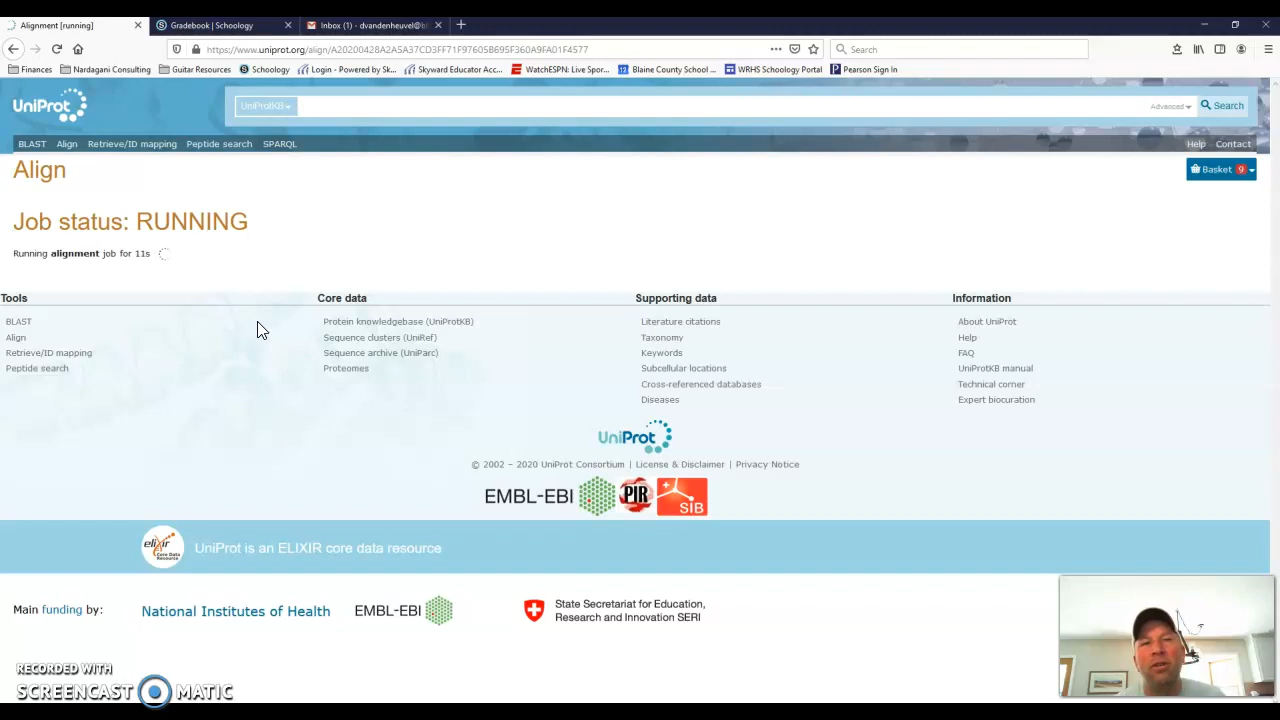 Alignment [running]
Gradebook | Schoology
Inbox (1) - dvandenheuvel@bl
https://www.uniprot.org/align/A20200428A2A5A37CD3FF71F97605B695F360A9FA01F4577
Search
Finances
Nardagani Consulting
Guitar Resources
Schoology
Login - Powered by Sk...
Skyward Educator Acc...
WatchESPN: Live Spor...
Blaine County School ...
WRHS Schoology Portal
Pearson Sign In
UniProt
UniProtKB
Advanced
Search
BLAST Align Retrieve/ID mapping Peptide search SPARQL
Help Contact
Align
Basket 9
Job status: RUNNING
Running alignment job for 11s
Tools
BLAST
Align
Retrieve/ID mapping
Peptide search
Core data
Protein knowledgebase (UniProtKB)
Sequence clusters (UniRef)
Sequence archive (UniParc)
Proteomes
Supporting data
Literature citations
Taxonomy
Keywords
Subcellular locations
Cross-referenced databases
Diseases
Information
About UniProt
Help
FAQ
UniProtKB manual
Technical corner
Expert biocuration
UniProt
© 2002 – 2020 UniProt Consortium | License & Disclaimer | Privacy Notice
EMBL-EBI PIR SIB
elixir
Core Data
Resource
UniProt is an ELIXIR core data resource
Main funding by:
National Institutes of Health
EMBL-EBI
State Secretariat for Education,
Research and Innovation SERI
RECORDED WITH
SCREENCAST MATIC